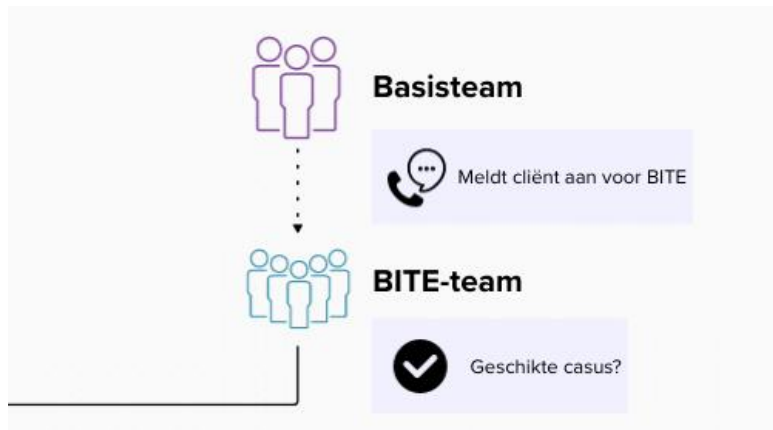 Basisteam
Meldt cliënt aan voor BITE
BITE-team
Geschikte casus?